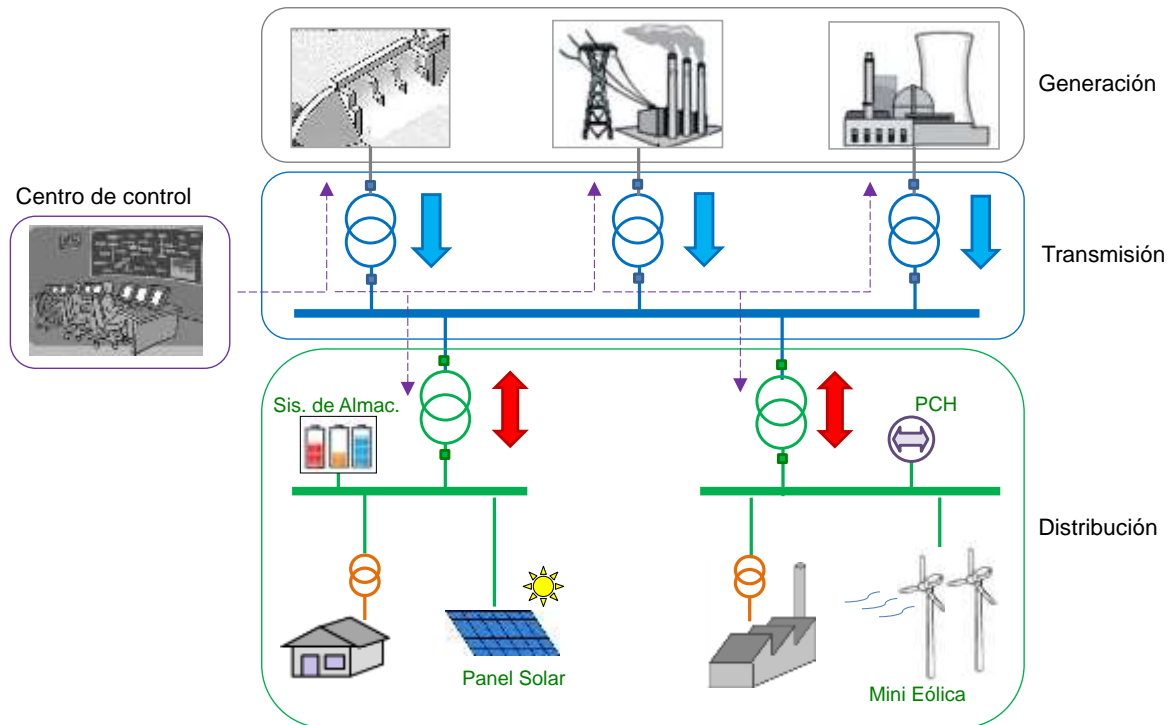 Generación
Centro de control
Transmisión
Sis. de Almac.
PCH
Distribución
Panel Solar
Mini Eólica